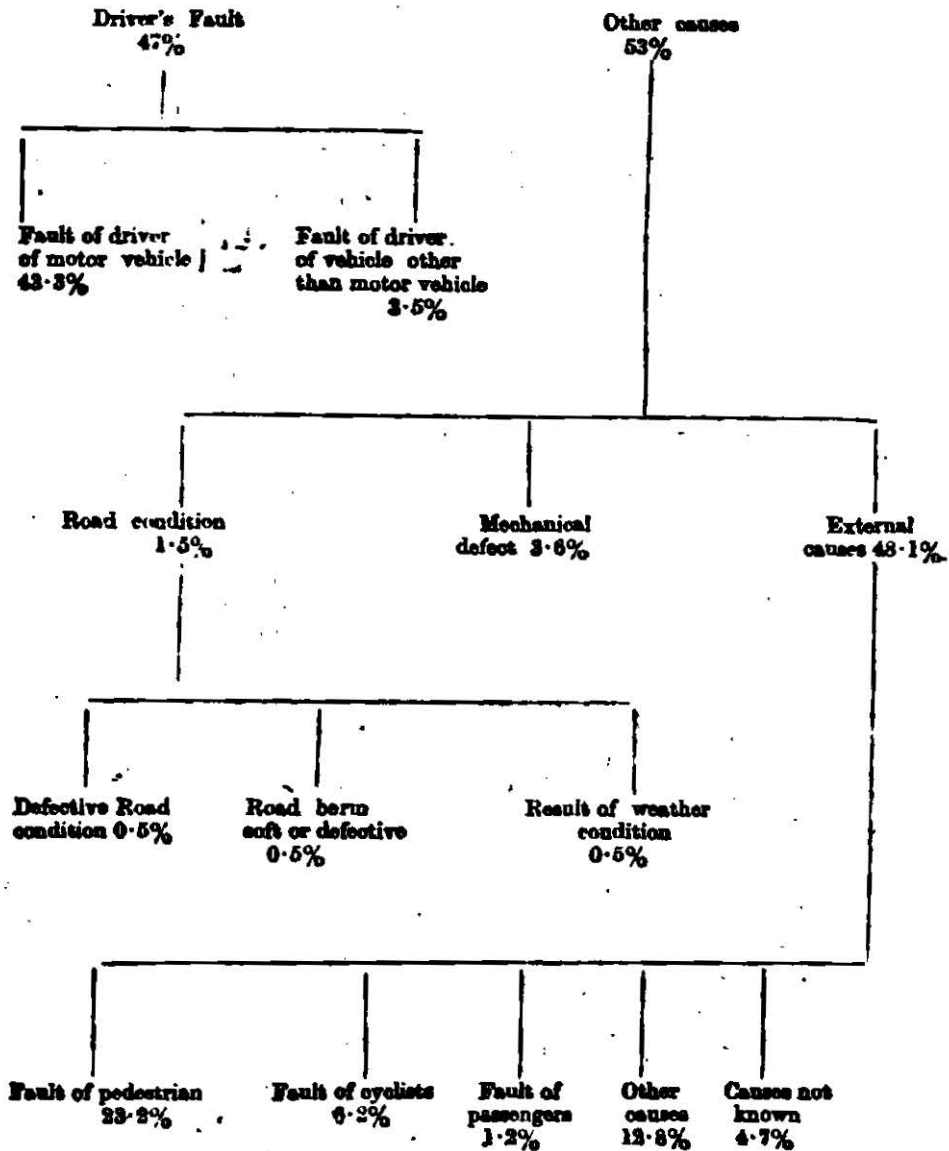 Driver's Fault
47%
Other causes
53%
Fault of driver
of motor vehicle
43·3%
Fault of driver
of vehicle other
than motor vehicle
3·5%
Road condition
1·5%
Mechanical
defect 3·6%
External
causes 48·1%
Defective Road
condition 0·5%
Road berm
soft or defective
0·5%
Result of weather
condition
0·5%
Fault of pedestrian
23·2%
Fault of cyclists
6·2%
Fault of
passengers
1·2%
Other
causes
12·8%
Causes not
known
4·7%